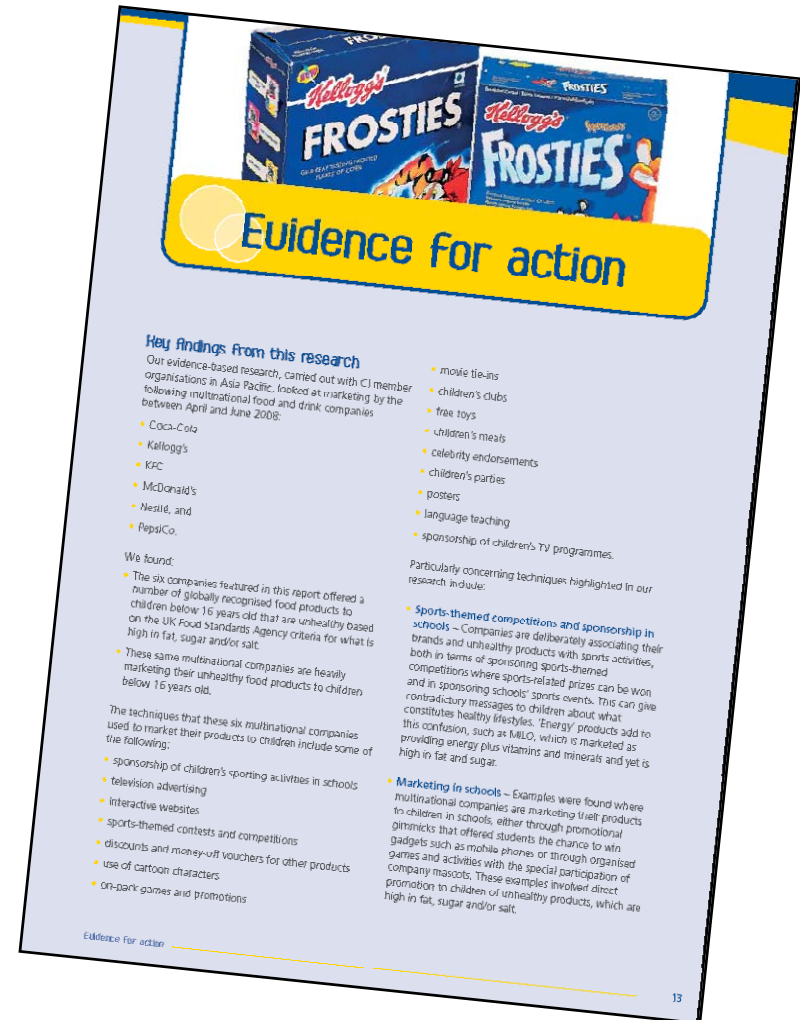 FRO
Kellogg's
FROSTIES
FROSTIES
Kellogg's
FROSTIES
Evidence for action
Key findings from this research
Our evidence-based research, carried out with CI member
organisations in Asia Pacific, looked at marketing by the
following multinational food and drink companies
between April and June 2008:
• Coca-Cola
• Kellogg's
• KFC
• McDonald's
• Nestlé, and
• PepsiCo.
We found:
• The six companies featured in this report offered a
number of globally recognised food products to
children below 16 years old that are unhealthy based
on the UK Food Standards Agency criteria for what is
high in fat, sugar and/or salt.
• These same multinational companies are heavily
marketing their unhealthy food products to children
below 16 years old.
The techniques that these six multinational companies
used to market their products to children include some of
the following:
• sponsorship of children's sporting activities in schools
• television advertising
• interactive websites
• sports-themed contests and competitions
• discounts and money-off vouchers for other products
• use of cartoon characters
• on-pack games and promotions
• movie tie-ins
• children's clubs
• free toys
• children's meals
• celebrity endorsements
• children's parties
• posters
• language teaching
• sponsorship of children's TV programmes.
Particularly concerning techniques highlighted in our
research include:
• Sports-themed competitions and sponsorship in
schools – Companies are deliberately associating their
brands and unhealthy products with sports activities,
both in terms of sponsoring sports-themed
competitions where sports-related prizes can be won
and in sponsoring schools' sports events. This can give
contradictory messages to children about what
constitutes healthy lifestyles. 'Energy' products add to
this confusion, such as MILO, which is marketed as
providing energy plus vitamins and minerals and yet is
high in fat and sugar.
• Marketing in schools – Examples were found where
multinational companies are marketing their products
to children in schools, either through promotional
gimmicks that offered students the chance to win
gadgets such as mobile phones or through organised
games and activities with the special participation of
company mascots. These examples involved direct
promotion to children of unhealthy products, which are
high in fat, sugar and/or salt.
Evidence for action
13